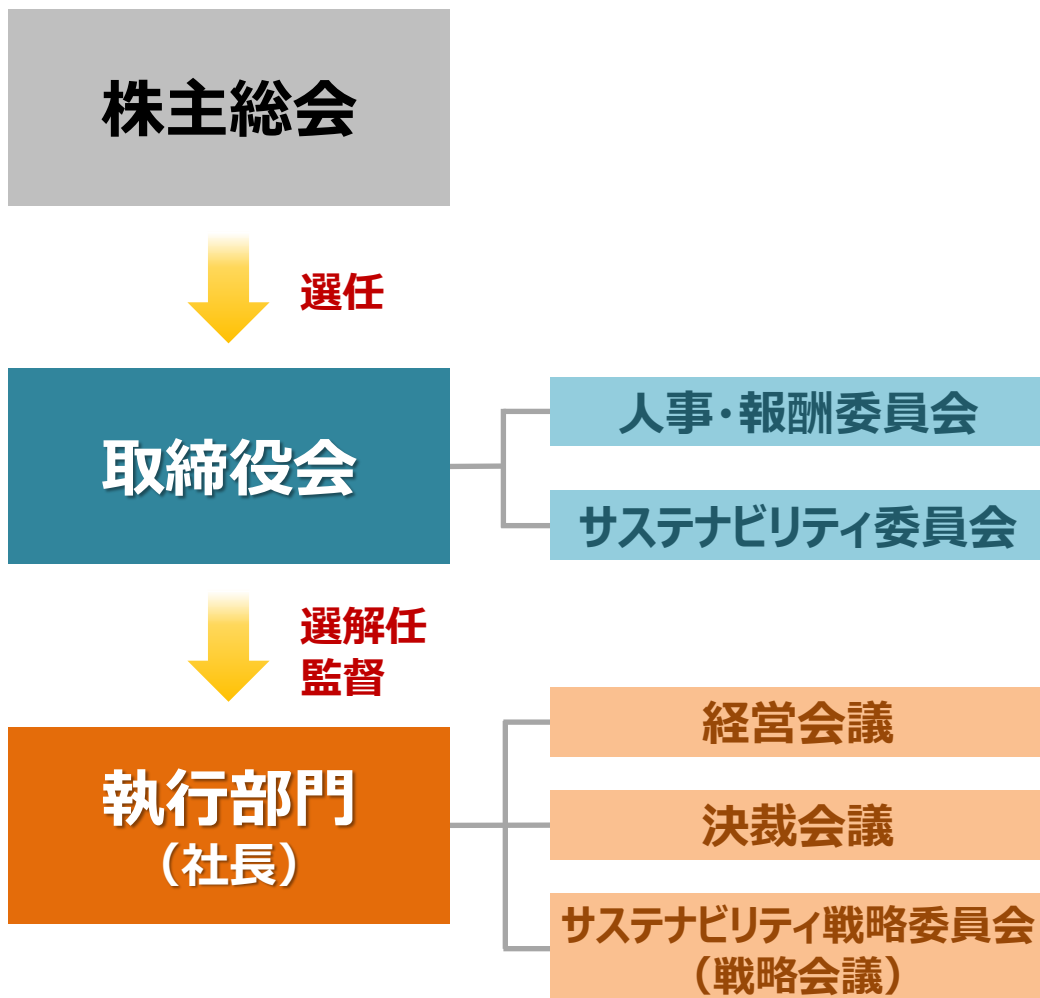 株主総会
選任
取締役会
人事・報酬委員会
サステナビリティ委員会
選解任
監督
執行部門
（社長）
経営会議
決裁会議
サステナビリティ戦略委員会
（戦略会議）